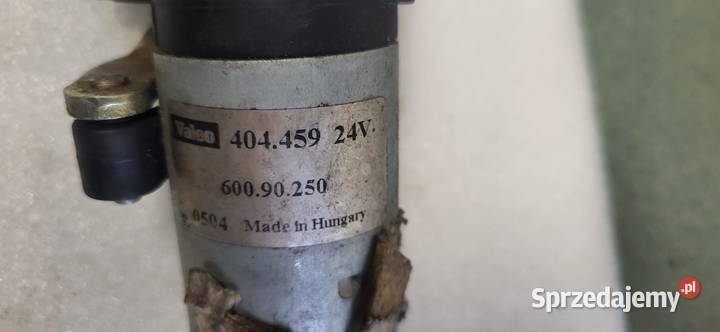 Valeo 404.459 24V.
600.90.250
0504 Made in Hungary
Sprzedajemy.pl